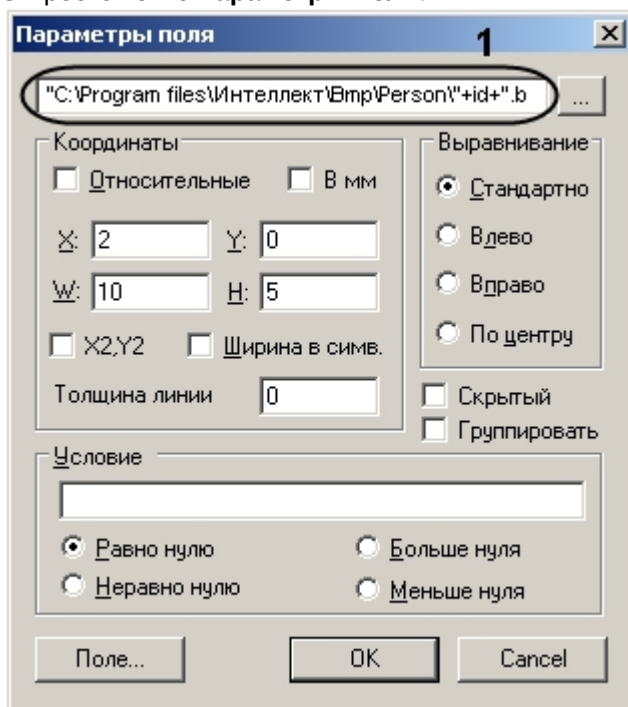 Параметры поля
1
"C:\Program files\Интеллект\Bmp\Person\"+id+".b
...
Координаты
Выравнивание
Относительные
В мм
Стандартно
X: 2
Y: 0
Влево
W: 10
H: 5
Вправо
X2,Y2
Ширина в симв.
По центру
Толщина линии 0
Скрытый
Группировать
Условие
Равно нулю
Больше нуля
Неравно нулю
Меньше нуля
Поле...
OK
Cancel